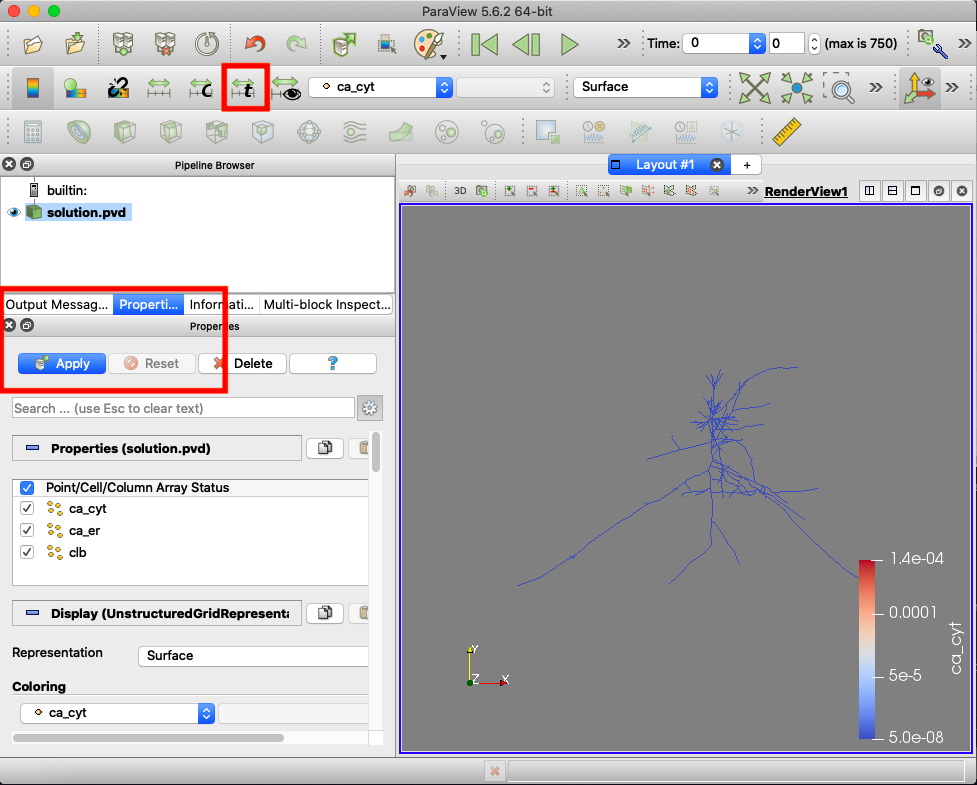 ParaView 5.6.2 64-bit
Time: 0 0 (max is 750)
C t ca_cyt Surface
Pipeline Browser
Layout #1 +
builtin:
3D RenderView1
solution.pvd
Output Messag... Properti... Informati... Multi-block Inspect...
Properties
Apply Reset Delete ?
Search ... (use Esc to clear text)
Properties (solution.pvd)
Point/Cell/Column Array Status
ca_cyt
ca_er
clb
Display (UnstructuredGridRepresenta
Representation Surface
Coloring
ca_cyt
Y
Z X
1.4e-04
0.0001
5e-5
5.0e-08
ca_cyt